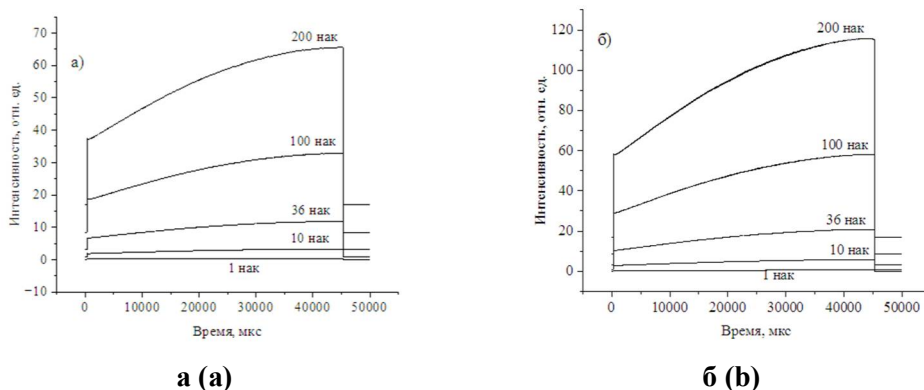 а)
Интенсивность, отн. ед.
70
60
50
40
30
20
10
0
−10
200 нак
100 нак
36 нак
10 нак
1 нак
0
10000
20000
30000
40000
50000
Время, мкс
а (а)
б)
Интенсивность, отн. ед.
120
100
80
60
40
20
0
200 нак
100 нак
36 нак
10 нак
1 нак
0
10000
20000
30000
40000
50000
Время, мкс
б (b)